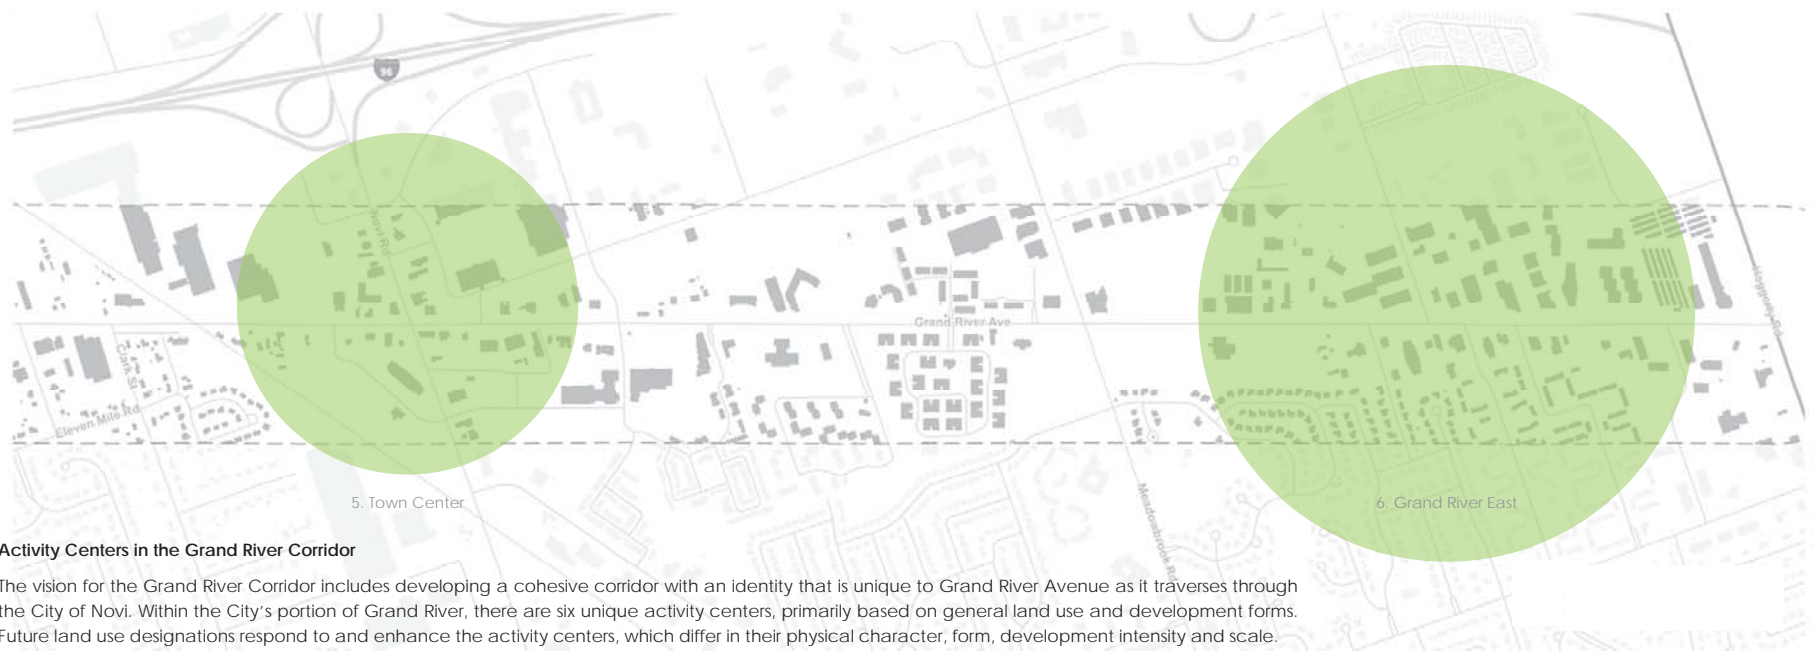 96
Novi Rd
Haggerty Rd
Grand River Ave
Clark St
Eleven Mile Rd
Meadowbrook Rd
5. Town Center
6. Grand River East
Activity Centers in the Grand River Corridor
The vision for the Grand River Corridor includes developing a cohesive corridor with an identity that is unique to Grand River Avenue as it traverses through
the City of Novi. Within the City's portion of Grand River, there are six unique activity centers, primarily based on general land use and development forms.
Future land use designations respond to and enhance the activity centers, which differ in their physical character, form, development intensity and scale.